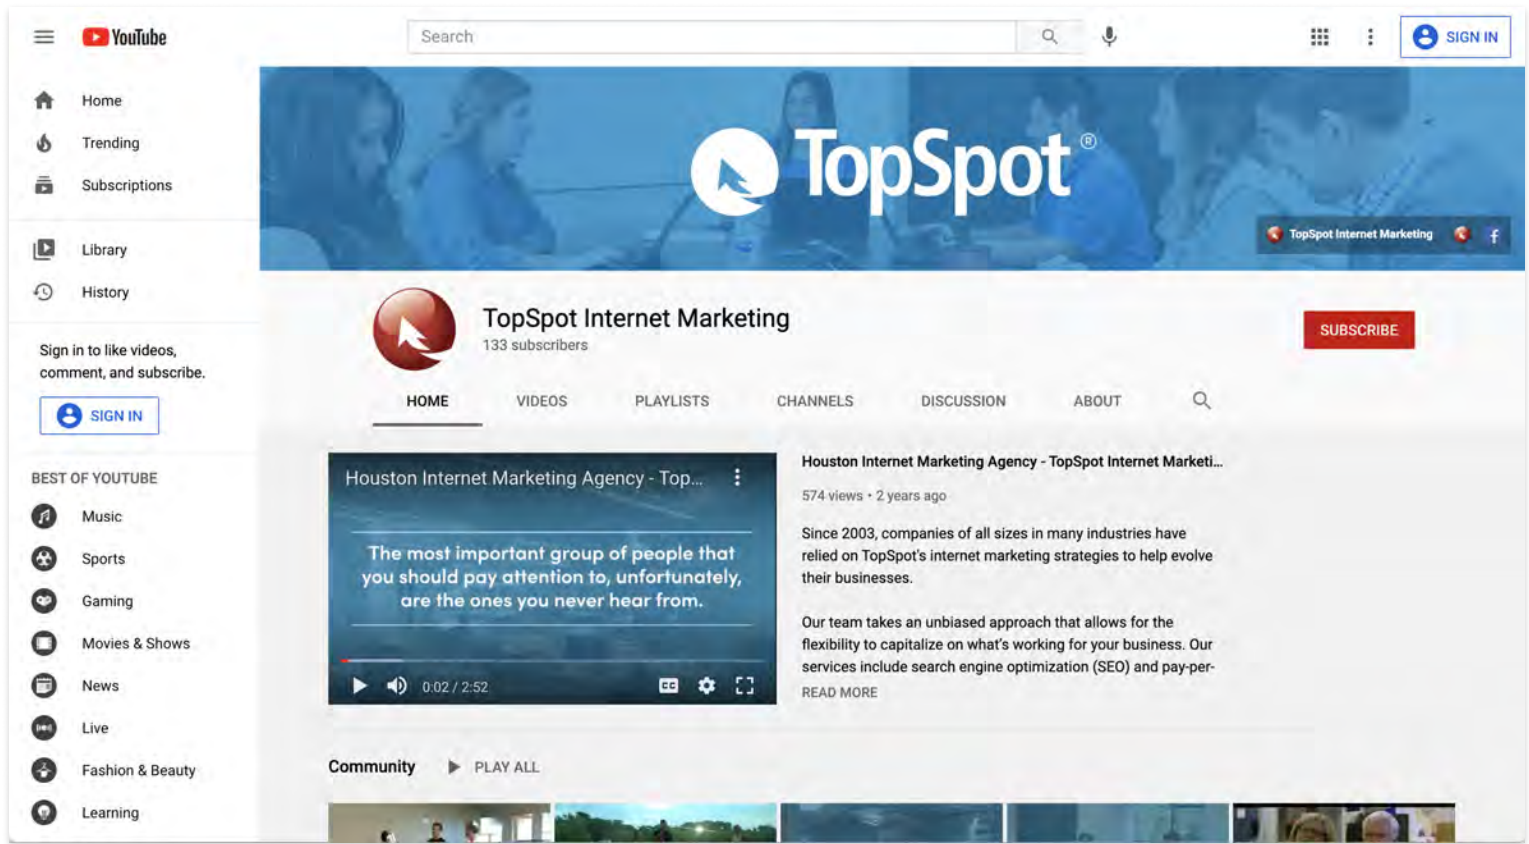 YouTube
Search
SIGN IN
Home
Trending
Subscriptions
Library
History
Sign in to like videos,
comment, and subscribe.
SIGN IN
BEST OF YOUTUBE
Music
Sports
Gaming
Movies & Shows
News
Live
Fashion & Beauty
Learning
TopSpot®
TopSpot Internet Marketing
f
TopSpot Internet Marketing
133 subscribers
SUBSCRIBE
HOME VIDEOS PLAYLISTS CHANNELS DISCUSSION ABOUT
Houston Internet Marketing Agency - Top...
The most important group of people that
you should pay attention to, unfortunately,
are the ones you never hear from.
0:02 / 2:52
CC
Houston Internet Marketing Agency - TopSpot Internet Marketi...
574 views • 2 years ago
Since 2003, companies of all sizes in many industries have
relied on TopSpot's internet marketing strategies to help evolve
their businesses.
Our team takes an unbiased approach that allows for the
flexibility to capitalize on what's working for your business. Our
services include search engine optimization (SEO) and pay-per-
READ MORE
Community PLAY ALL